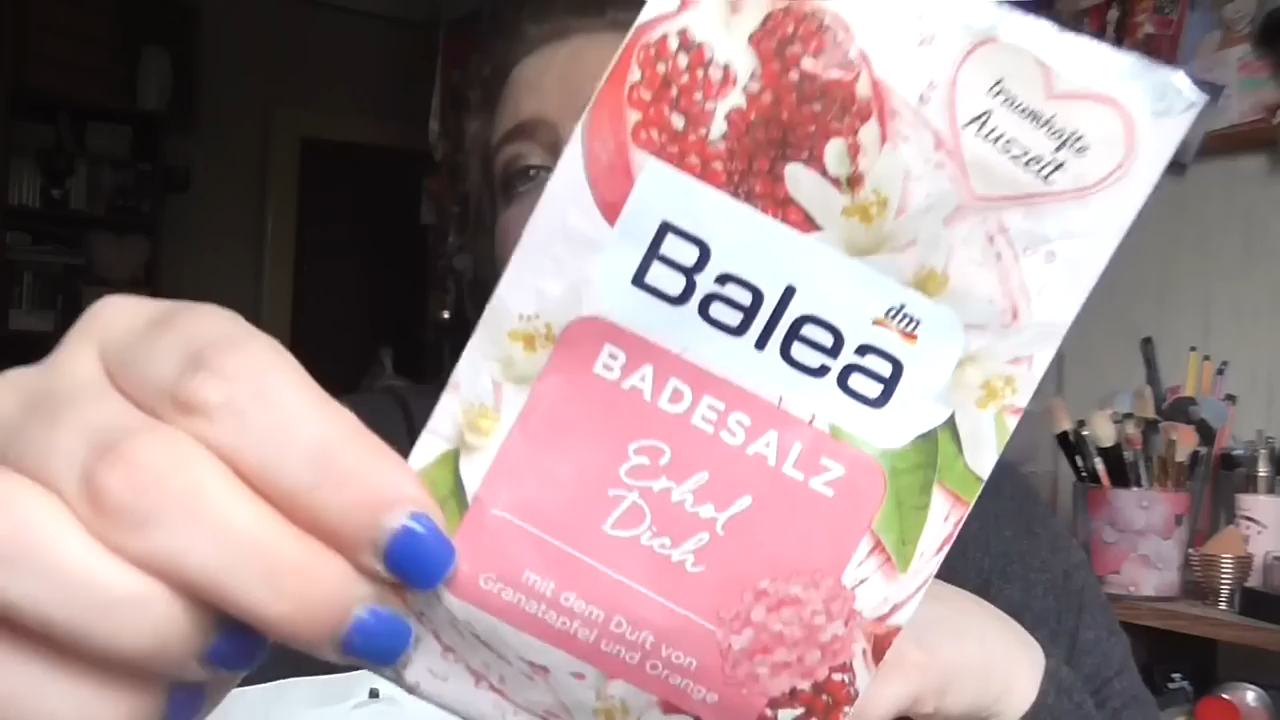 traumhafte
Auszeit
Balea
dm
BADESALZ
Erhol
Dich
mit dem Duft von
Granatapfel und Orange